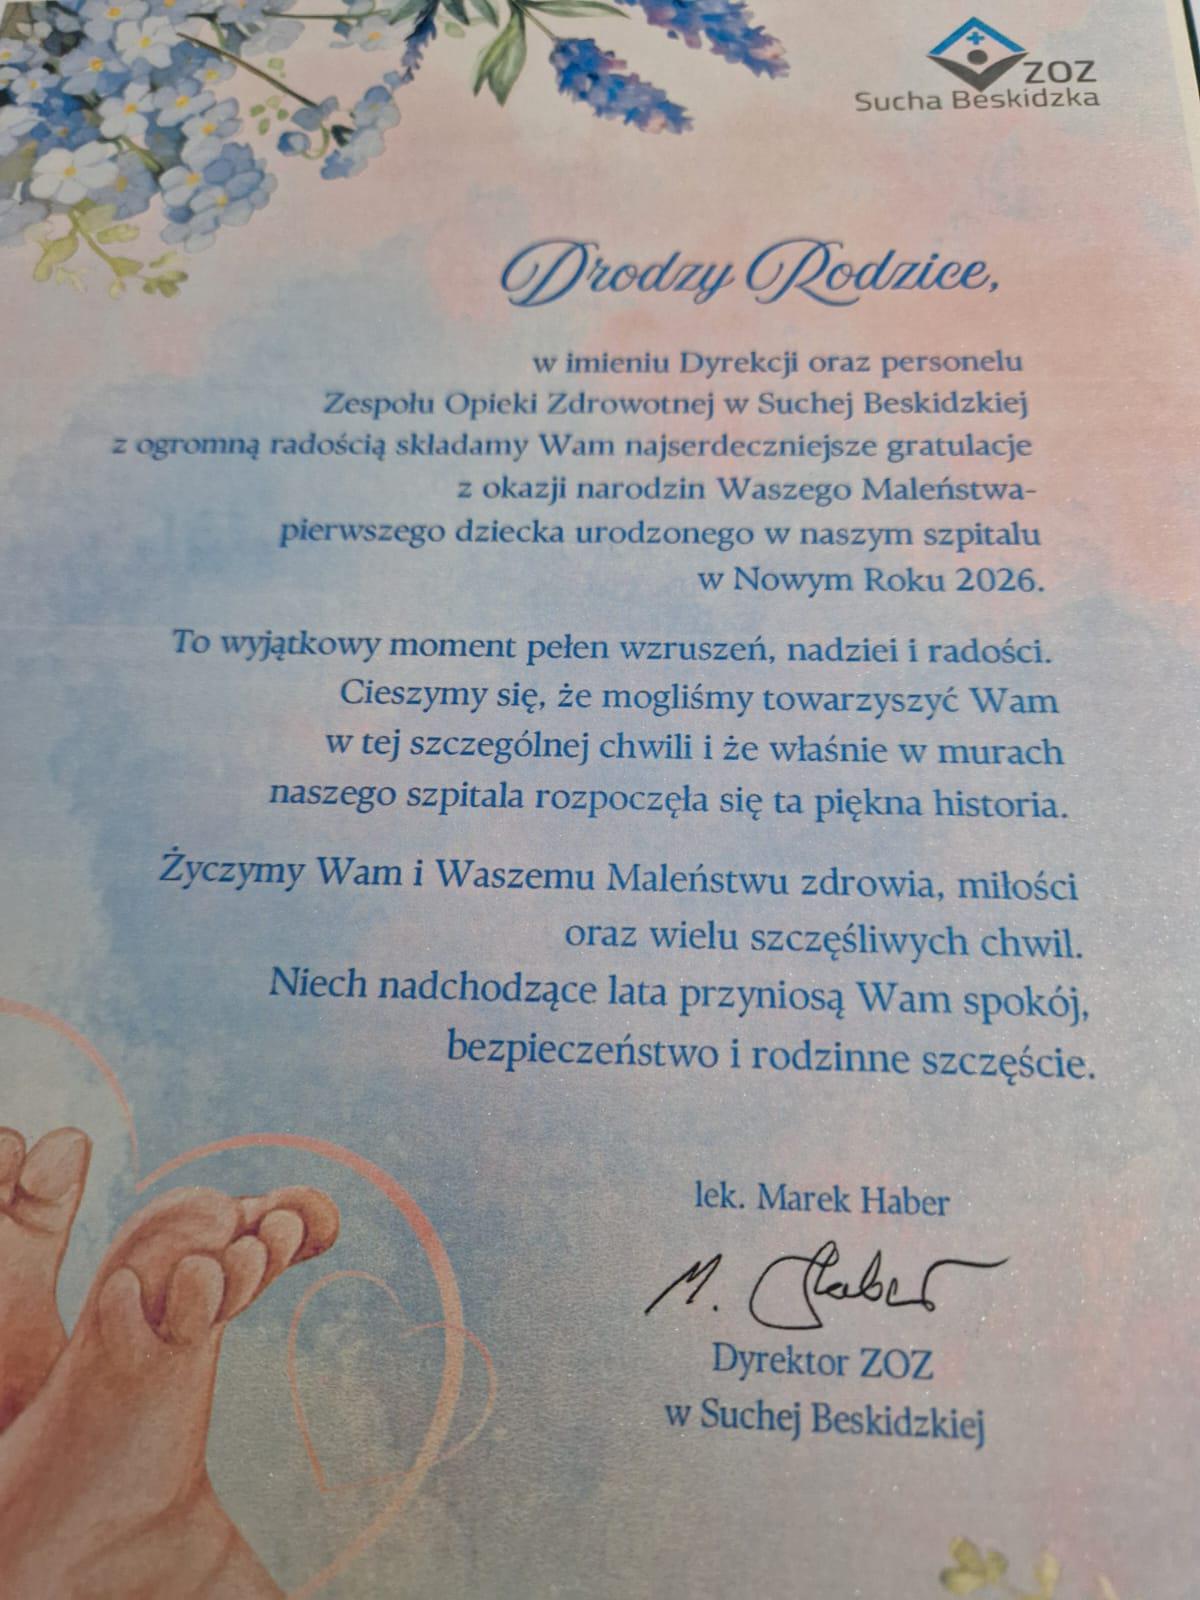 ZOZ
Sucha Beskidzka
Drodzy Rodzice,
w imieniu Dyrekcji oraz personelu
Zespołu Opieki Zdrowotnej w Suchej Beskidzkiej
z ogromną radością składamy Wam najserdeczniejsze gratulacje
z okazji narodzin Waszego Maleństwa-
pierwszego dziecka urodzonego w naszym szpitalu
w Nowym Roku 2026.
To wyjątkowy moment pełen wzruszeń, nadziei i radości.
Cieszymy się, że mogliśmy towarzyszyć Wam
w tej szczególnej chwili i że właśnie w murach
naszego szpitala rozpoczęła się ta piękna historia.
Życzymy Wam i Waszemu Maleństwu zdrowia, miłości
oraz wielu szczęśliwych chwil.
Niech nadchodzące lata przyniosą Wam spokój,
bezpieczeństwo i rodzinne szczęście.
lek. Marek Haber
M. Haber
Dyrektor ZOZ
w Suchej Beskidzkiej